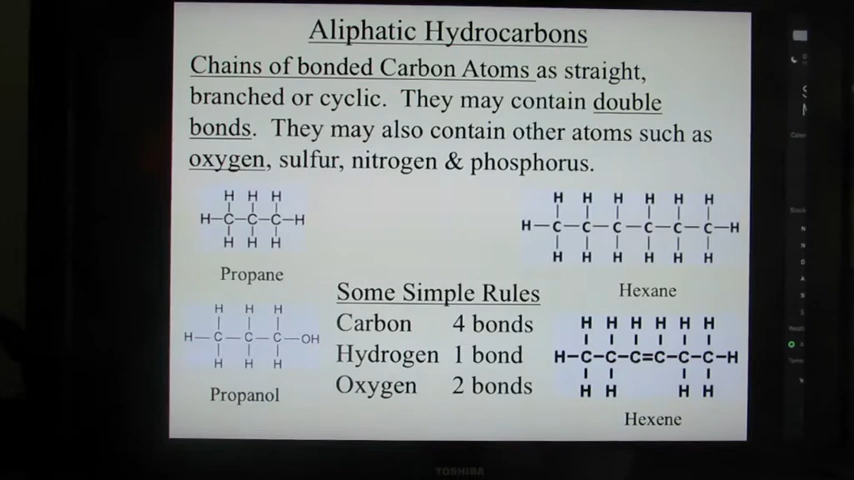 Aliphatic Hydrocarbons
Chains of bonded Carbon Atoms as straight,
branched or cyclic. They may contain double
bonds. They may also contain other atoms such as
oxygen, sulfur, nitrogen & phosphorus.
H H H
H–C–C–C–H
H H H
Propane
H H H H H H
H–C–C–C–C–C–C–H
H H H H H H
Hexane
H H H
H–C–C–C–OH
H H H
Propanol
Some Simple Rules
Carbon 4 bonds
Hydrogen 1 bond
Oxygen 2 bonds
H H H H H H
H–C–C–C=C–C–C–H
H H H H
Hexene
TOSHIBA